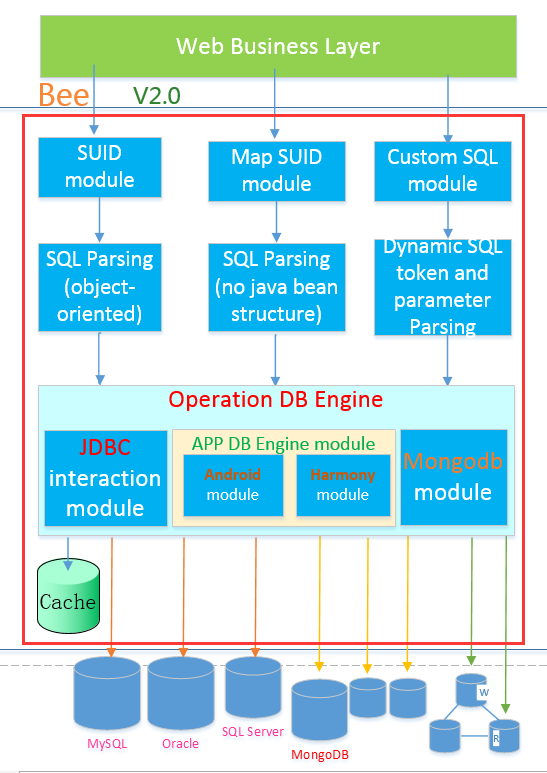 Web Business Layer
Bee V2.0
SUID
module
Map SUID
module
Custom SQL
module
SQL Parsing
(object-
oriented)
SQL Parsing
(no java bean
structure)
Dynamic SQL
token and
parameter
Parsing
Operation DB Engine
JDBC
interaction
module
APP DB Engine module
Android
module
Harmony
module
Mongodb
module
Cache
MySQL
Oracle
SQL Server
MongoDB
W
R